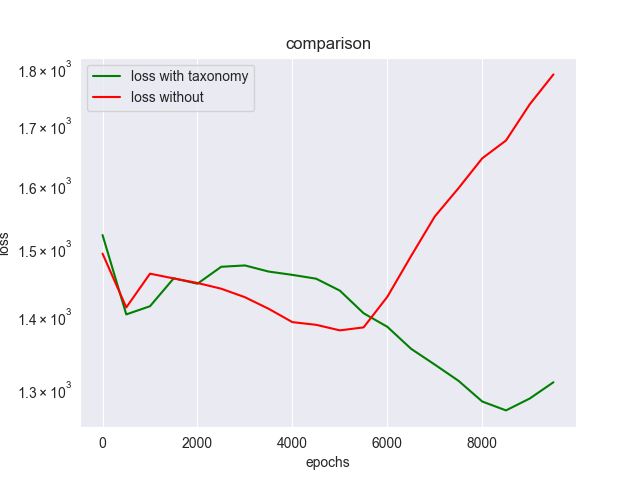 comparison
loss with taxonomy
loss without
1.8 × 10³
1.7 × 10³
1.6 × 10³
1.5 × 10³
1.4 × 10³
1.3 × 10³
loss
0 2000 4000 6000 8000
epochs